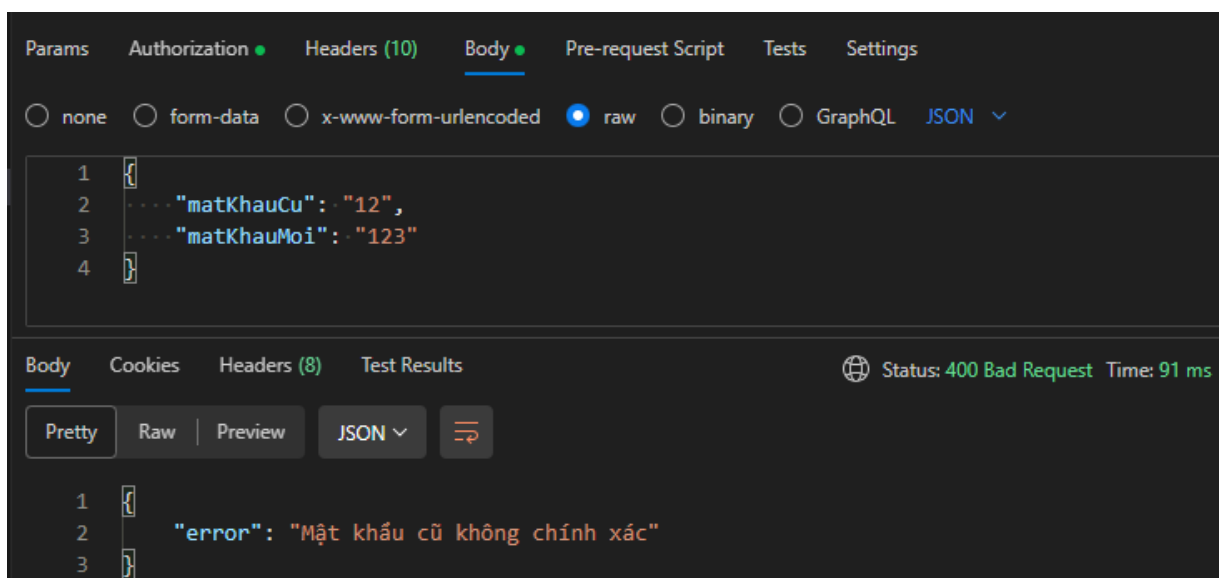 Params Authorization Headers (10) Body Pre-request Script Tests Settings
none form-data x-www-form-urlencoded raw binary GraphQL JSON
1 {
2 "matKhauCu": "12",
3 "matKhauMoi": "123"
4 }
Body Cookies Headers (8) Test Results Status: 400 Bad Request Time: 91 ms
Pretty Raw Preview JSON
1 {
2 "error": "Mật khẩu cũ không chính xác"
3 }